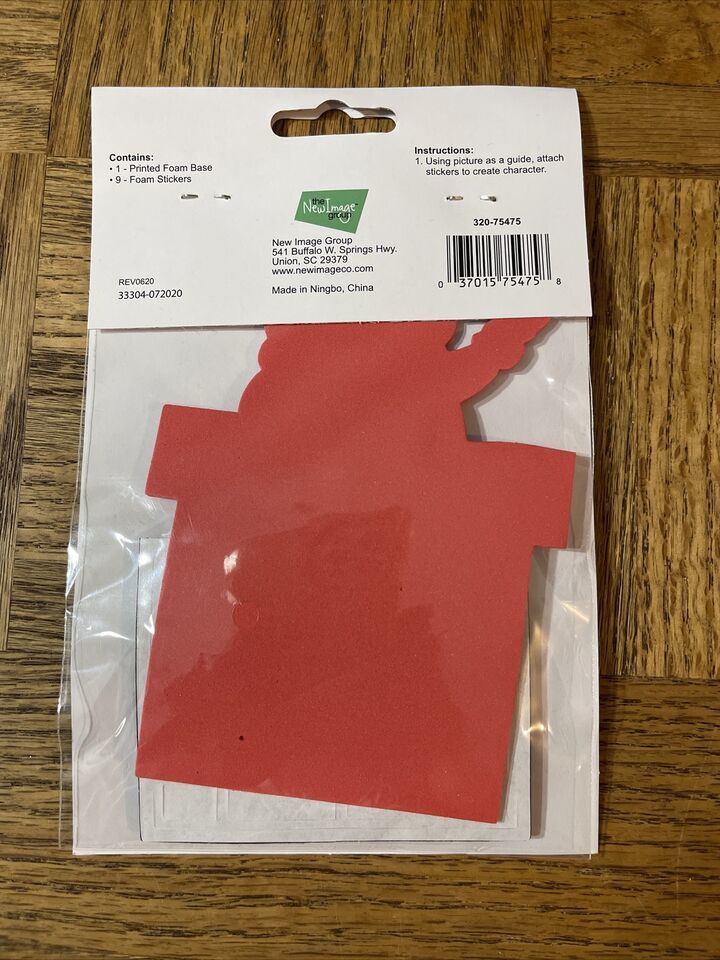 Contains:
• 1 - Printed Foam Base
• 9 - Foam Stickers
REV0620
33304-072020
the
New Image™
group
New Image Group
541 Buffalo W. Springs Hwy.
Union, SC 29379
www.newimageco.com
Made in Ningbo, China
Instructions:
1. Using picture as a guide, attach
stickers to create character.
320-75475
0 37015 75475 8